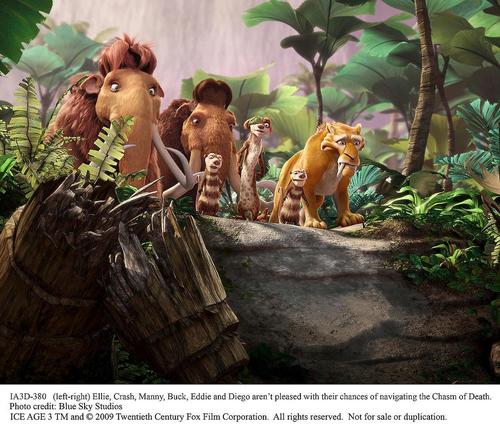 IA3D-380 (left-right) Ellie, Crash, Manny, Buck, Eddie and Diego aren't pleased with their chances of navigating the Chasm of Death.
Photo credit: Blue Sky Studios
ICE AGE 3 TM and © 2009 Twentieth Century Fox Film Corporation. All rights reserved. Not for sale or duplication.